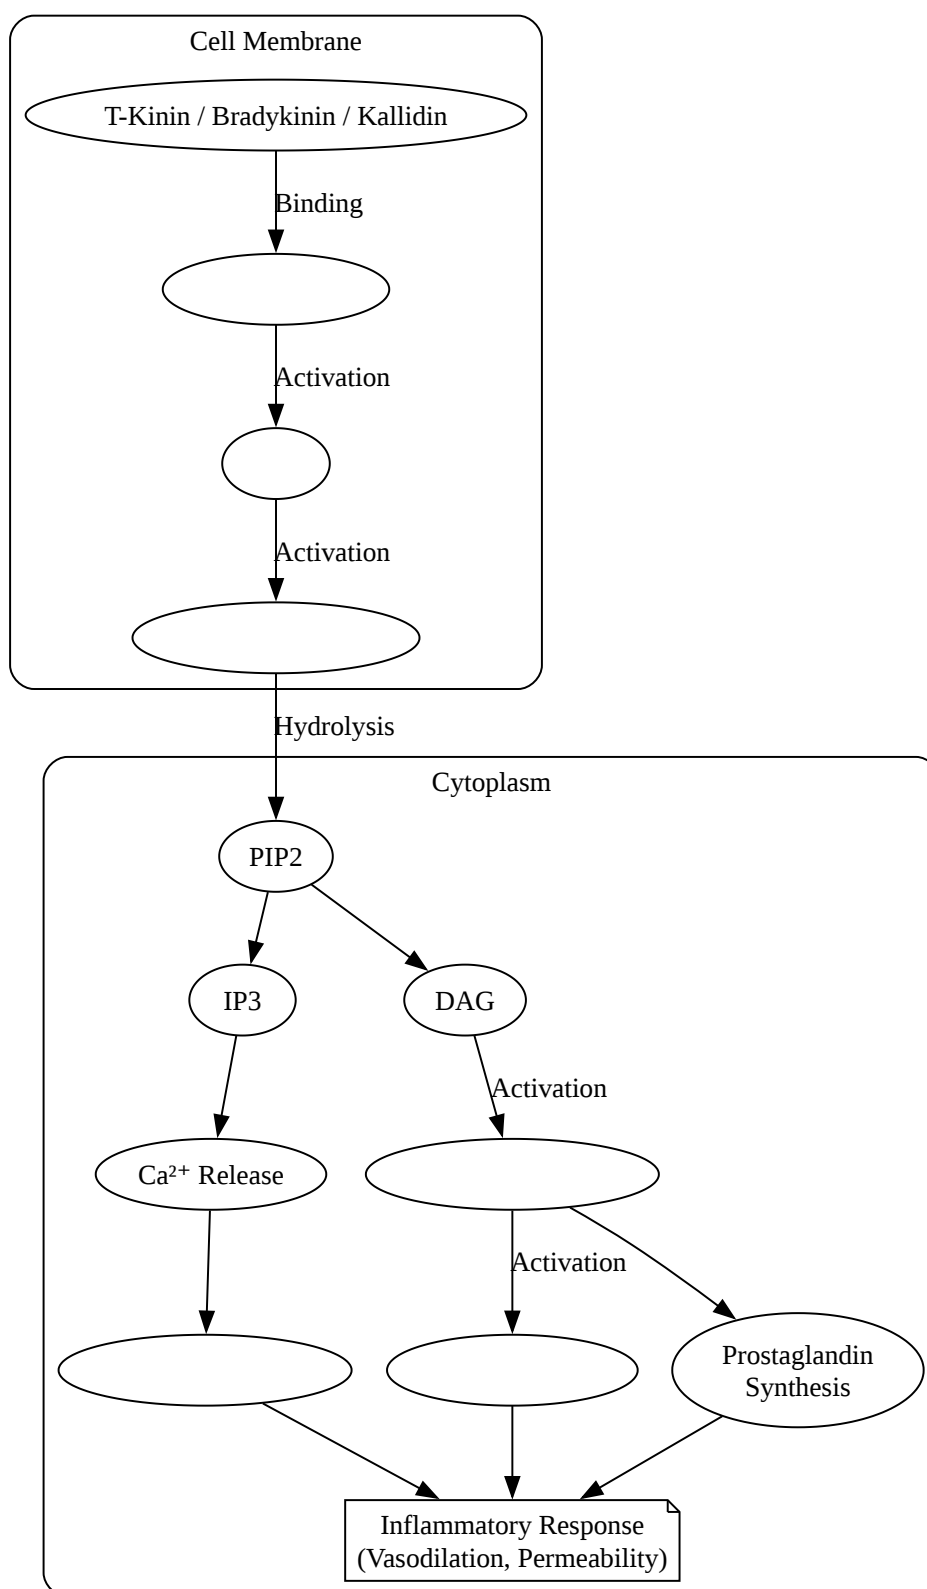 Cell Membrane
T-Kinin / Bradykinin / Kallidin
Binding
Activation
Activation
Hydrolysis
Cytoplasm
PIP2
IP3
DAG
Activation
Ca²⁺ Release
Activation
Prostaglandin
Synthesis
Inflammatory Response
(Vasodilation, Permeability)